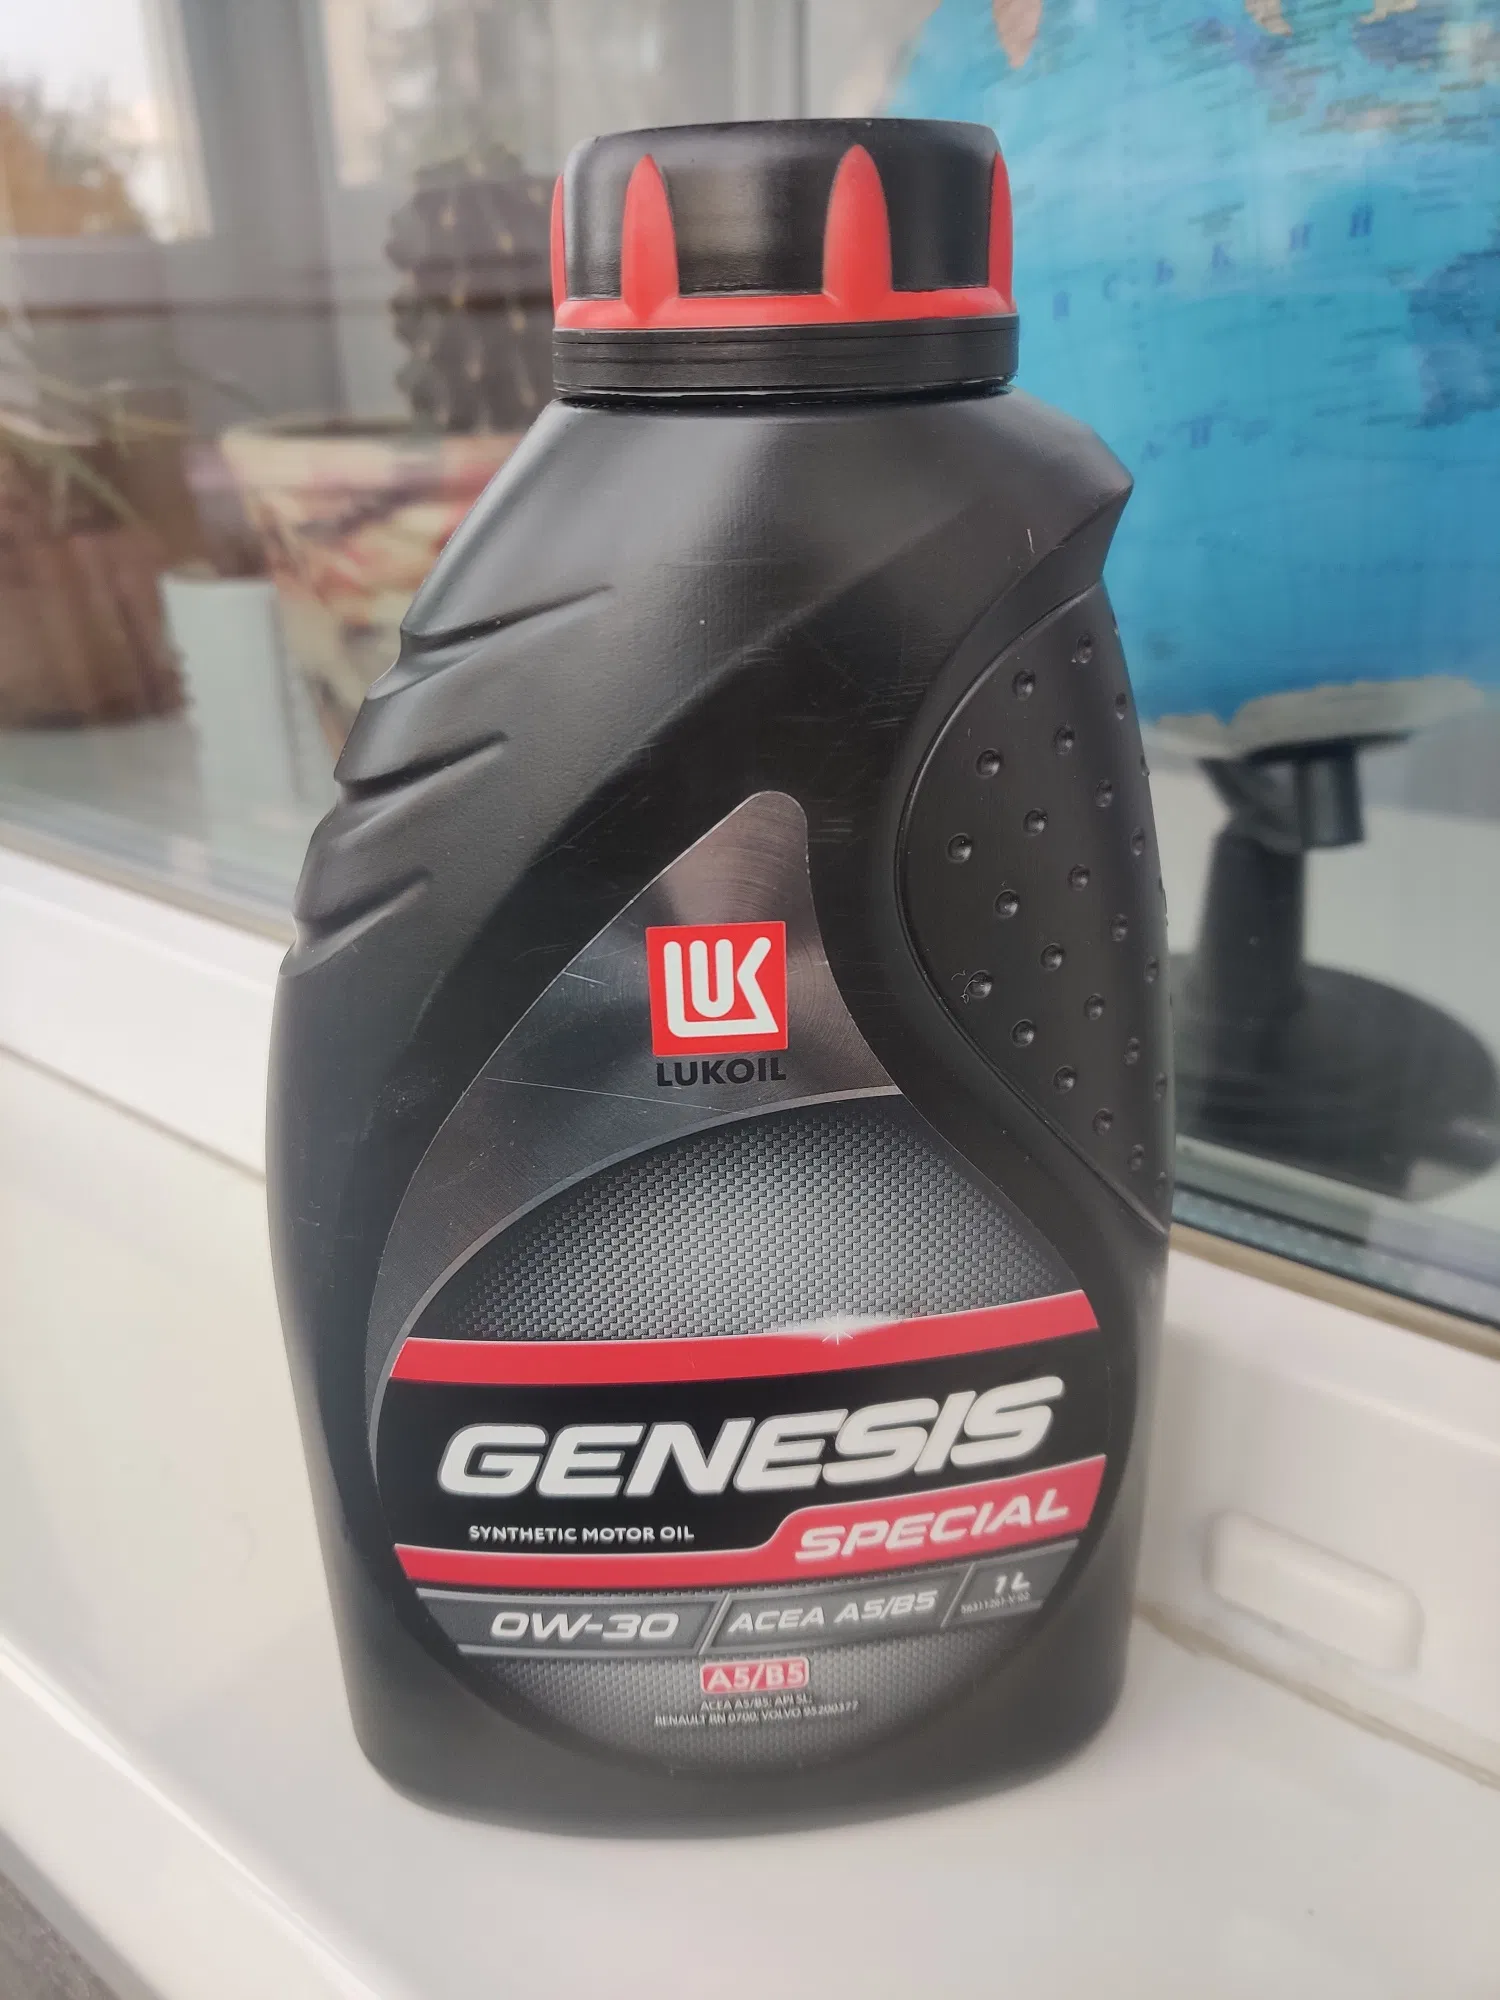 LUK
LUKOIL
GENESIS
SYNTHETIC MOTOR OIL
SPECIAL
0W-30
ACEA A5/B5
1 L
A5/B5
ACEA A5/B5; API SL;
RENAULT RN 0700; VOLVO 95200377